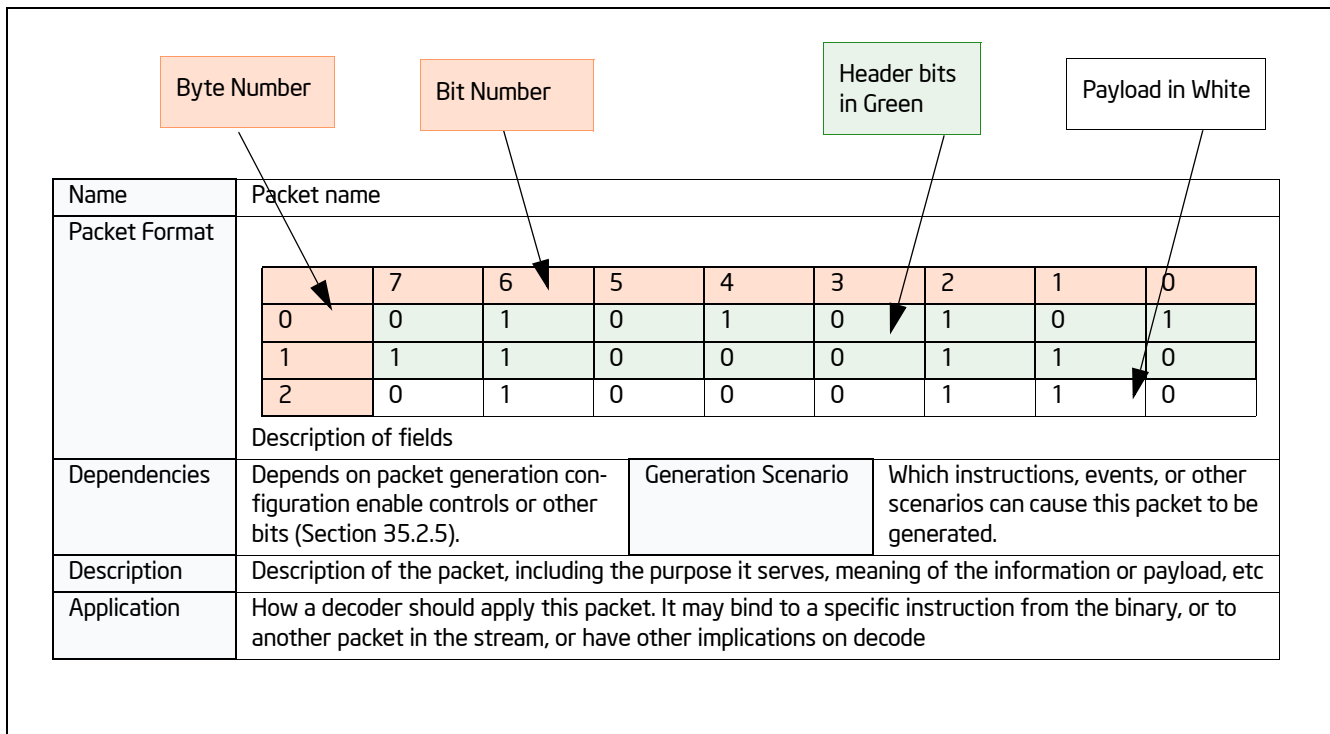 Byte Number
Bit Number
Header bits
in Green
Payload in White
Name
Packet name
Packet Format
7 6 5 4 3 2 1 0
0 0 1 0 1 0 1 0 1
1 1 1 0 0 0 1 1 0
2 0 1 0 0 0 1 1 0
Description of fields
Dependencies
Depends on packet generation con-
figuration enable controls or other
bits (Section 35.2.5).
Generation Scenario
Which instructions, events, or other
scenarios can cause this packet to be
generated.
Description
Description of the packet, including the purpose it serves, meaning of the information or payload, etc
Application
How a decoder should apply this packet. It may bind to a specific instruction from the binary, or to
another packet in the stream, or have other implications on decode